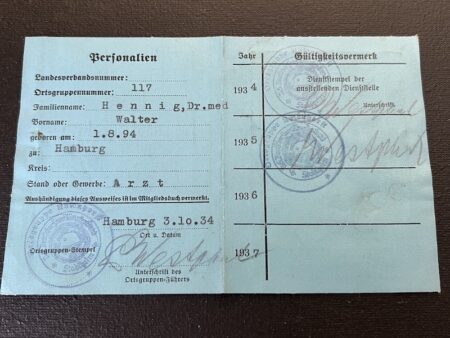 Personalien
Landesverbandsnummer:
Ortsgruppennummer: 117
Familienname: Hennig, Dr.med
Vorname: Walter
geboren am: 1.8.94
zu: Hamburg
Kreis:
Stand oder Gewerbe: Arzt
Aushändigung dieses Ausweises ist im Mitgliedsbuch vermerkt.
Hamburg 3.10.34
Ort u. Datum
Ortsgruppen-Stempel
Westphal
Unterschrift des
Ortsgruppen-Führers
Jahr Gültigkeitsvermerk
1934
Dienststempel der
ausstellenden Dienststelle
Unterschrift.
1935
Westphal
1936
1937